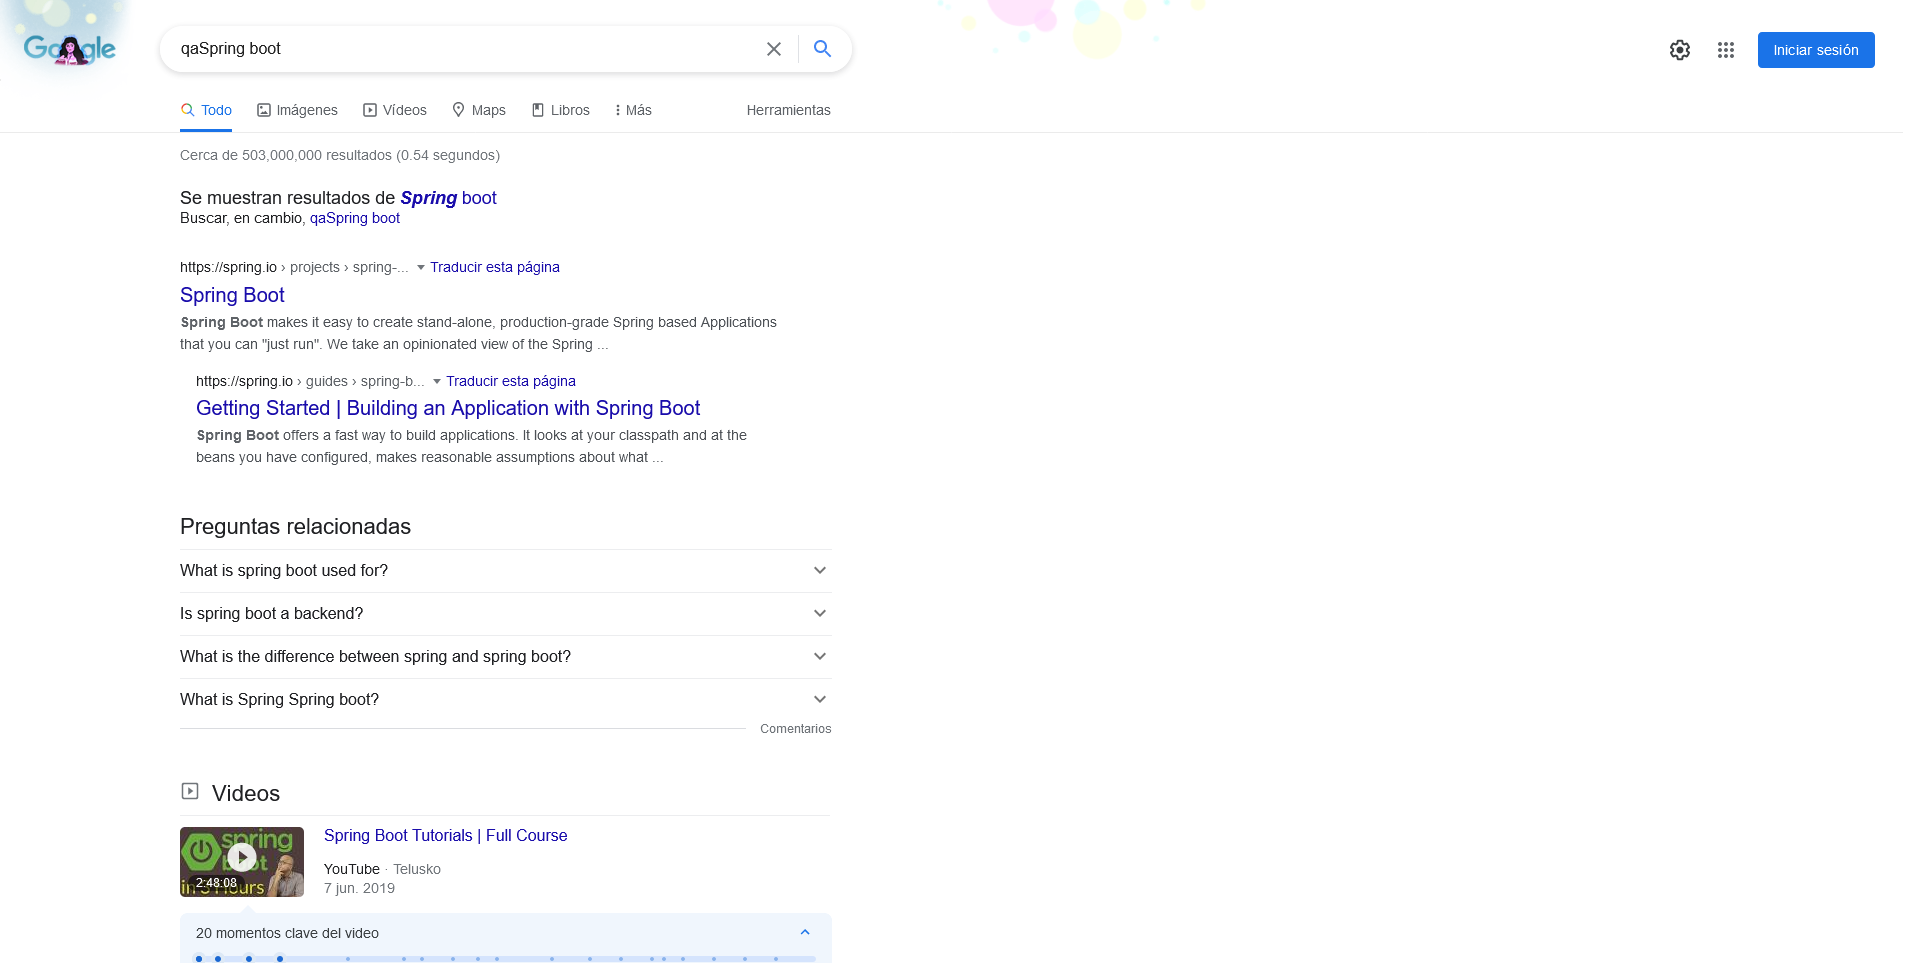 Google
qaSpring boot
Iniciar sesión
Todo
Imágenes
Vídeos
Maps
Libros
Más
Herramientas
Cerca de 503,000,000 resultados (0.54 segundos)
Se muestran resultados de Spring boot
Buscar, en cambio, qaSpring boot
https://spring.io › projects › spring-... Traducir esta página
Spring Boot
Spring Boot makes it easy to create stand-alone, production-grade Spring based Applications
that you can "just run". We take an opinionated view of the Spring ...
https://spring.io › guides › spring-b... Traducir esta página
Getting Started | Building an Application with Spring Boot
Spring Boot offers a fast way to build applications. It looks at your classpath and at the
beans you have configured, makes reasonable assumptions about what ...
Preguntas relacionadas
What is spring boot used for?
Is spring boot a backend?
What is the difference between spring and spring boot?
What is Spring Spring boot?
Comentarios
Videos
spring
boot
in 3 Hours
2:48:08
Spring Boot Tutorials | Full Course
YouTube · Telusko
7 jun. 2019
20 momentos clave del video